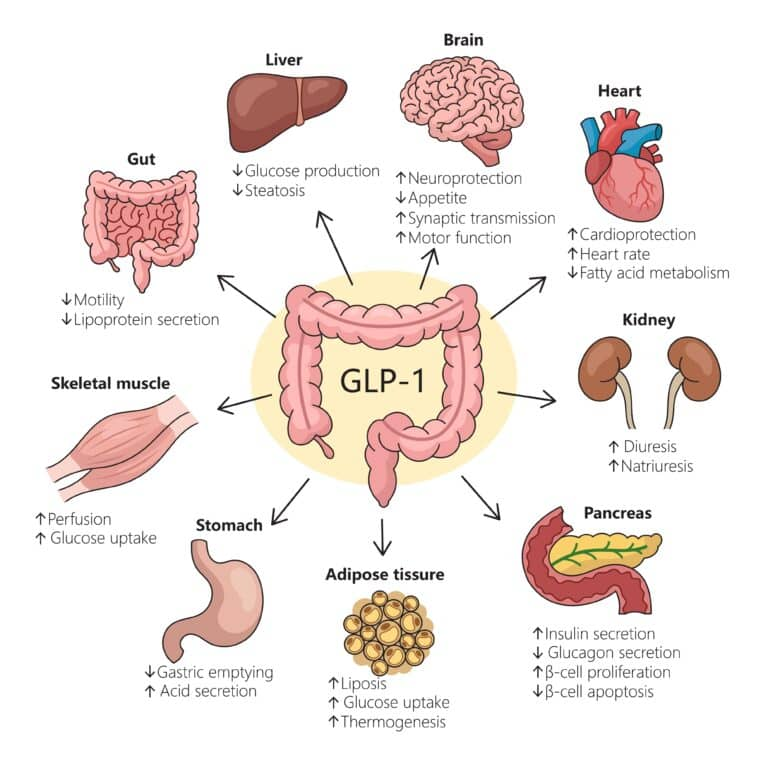 Brain
Liver
Heart
Gut
↓Glucose production
↓Steatosis
↑Neuroprotection
↓Appetite
↑Synaptic transmission
↑Motor function
↑Cardioprotection
↑Heart rate
↓Fatty acid metabolism
↓Motility
↓Lipoprotein secretion
GLP-1
Kidney
↑ Diuresis
↑Natriuresis
Skeletal muscle
↑Perfusion
↑ Glucose uptake
Stomach
↓Gastric emptying
↑ Acid secretion
Adipose tissure
↑Liposis
↑ Glucose uptake
↑Thermogenesis
Pancreas
↑Insulin secretion
↓ Glucagon secretion
↑β-cell proliferation
↓β-cell apoptosis